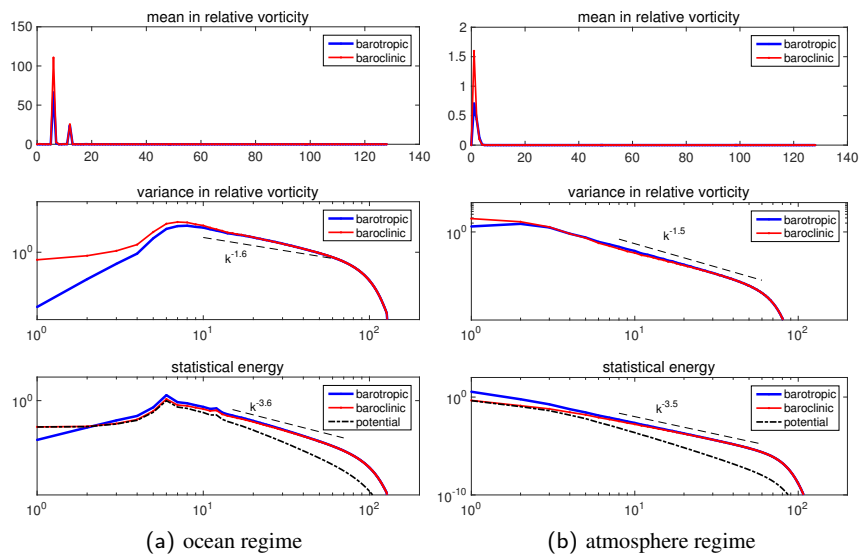 mean in relative vorticity
150
100
50
0
0 20 40 60 80 100 120 140
barotropic
baroclinic
variance in relative vorticity
10^0
10^0 10^1 10^2
barotropic
baroclinic
k^-1.6
statistical energy
10^0
10^0 10^1 10^2
barotropic
baroclinic
potential
k^-3.6
(a) ocean regime
mean in relative vorticity
2
1.5
1
0.5
0
0 20 40 60 80 100 120 140
barotropic
baroclinic
variance in relative vorticity
10^0
10^0 10^1 10^2
barotropic
baroclinic
k^-1.5
statistical energy
10^0
10^-10
10^0 10^1 10^2
barotropic
baroclinic
potential
k^-3.5
(b) atmosphere regime